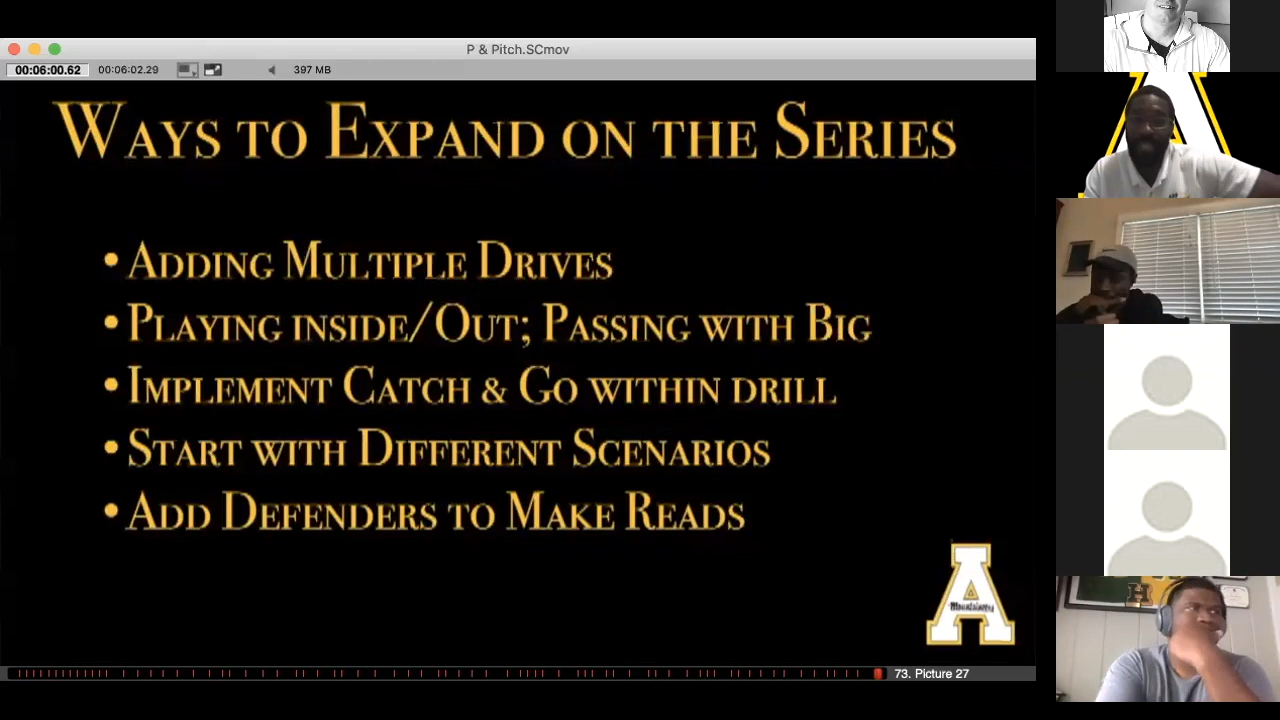 P & Pitch.SCmov
00:06:00.62 00:06:02.29 397 MB
Ways to Expand on the Series
• Adding Multiple Drives
• Playing inside/Out; Passing with Big
• Implement Catch & Go within drill
• Start with Different Scenarios
• Add Defenders to Make Reads
A
Mountaineers
73. Picture 27
A
H